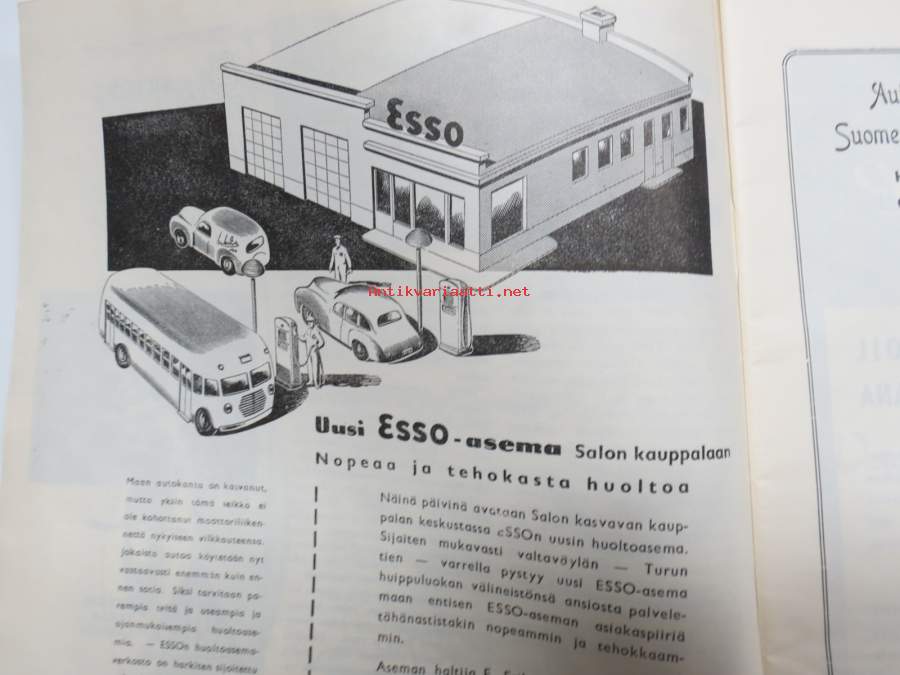 ESSO
antikvariaatti.net
Uusi ESSO-asema Salon kauppalaan
Nopeaa ja tehokasta huoltoa
Maan autokanta on kasvanut,
mutta yksin tämä seikka ei
ole kohottanut moottoriliiken-
nettä nykyiseen vilkkauteensa.
Jokaista autoa käytetään nyt
vastaavasti enemmän kuin en-
nen sotia. Siksi tarvitaan pa-
rempia teitä ja useampia ja
ajanmukaisempia huoltoase-
mia. — ESSOn huoltoasema-
verkosto on harkiten sijoitettu
Näinä päivinä avataan Salon kasvavan kaup-
palan keskustassa ESSOn uusin huoltoasema.
Sijaiten mukavasti valtaväylän — Turun
tien — varrella pystyy uusi ESSO-asema
huippuluokan välineistönsä ansiosta palvele-
maan entisen ESSO-aseman asiakaspiiriä
tähänastistakin nopeammin ja tehokkaam-
min.
Aseman haltija E.
Au
Suome